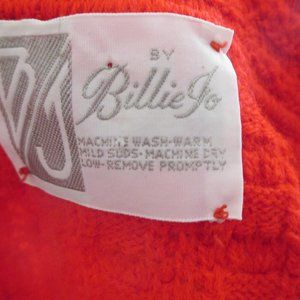 BY
Billie Jo
MACHINE WASH-WARM
MILD SUDS-MACHINE DRY
LOW-REMOVE PROMPTLY